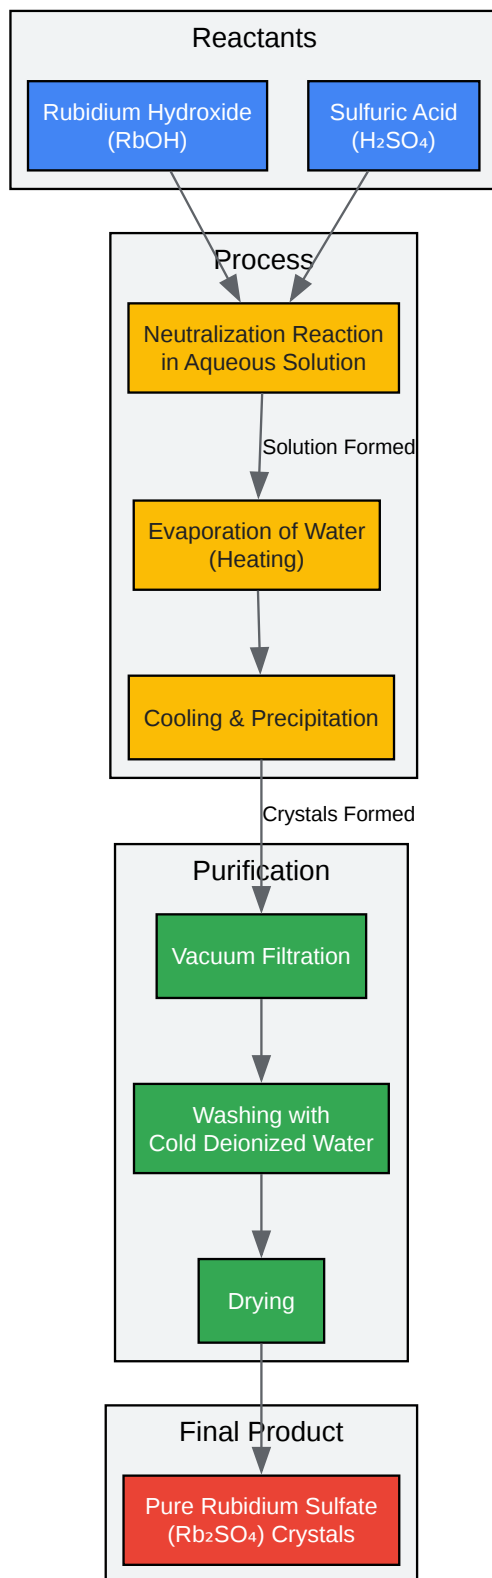 Reactants
Rubidium Hydroxide
(RbOH)
Sulfuric Acid
(H₂SO₄)
Process
Neutralization Reaction
in Aqueous Solution
Solution Formed
Evaporation of Water
(Heating)
Cooling & Precipitation
Crystals Formed
Purification
Vacuum Filtration
Washing with
Cold Deionized Water
Drying
Final Product
Pure Rubidium Sulfate
(Rb₂SO₄) Crystals